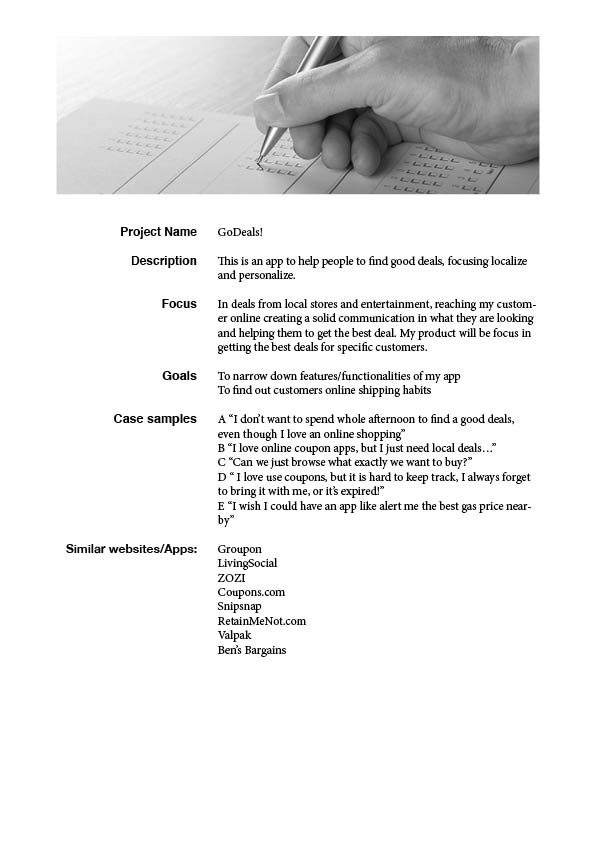 Project Name GoDeals!
Description This is an app to help people to find good deals, focusing localize
and personalize.
Focus In deals from local stores and entertainment, reaching my custom-
er online creating a solid communication in what they are looking
and helping them to get the best deal. My product will be focus in
getting the best deals for specific customers.
Goals To narrow down features/functionalities of my app
To find out customers online shipping habits
Case samples A “I don’t want to spend whole afternoon to find a good deals,
even though I love an online shopping”
B “I love online coupon apps, but I just need local deals…”
C “Can we just browse what exactly we want to buy?”
D “ I love use coupons, but it is hard to keep track, I always forget
to bring it with me, or it’s expired!”
E “I wish I could have an app like alert me the best gas price near-
by”
Similar websites/Apps: Groupon
LivingSocial
ZOZI
Coupons.com
Snipsnap
RetainMeNot.com
Valpak
Ben’s Bargains